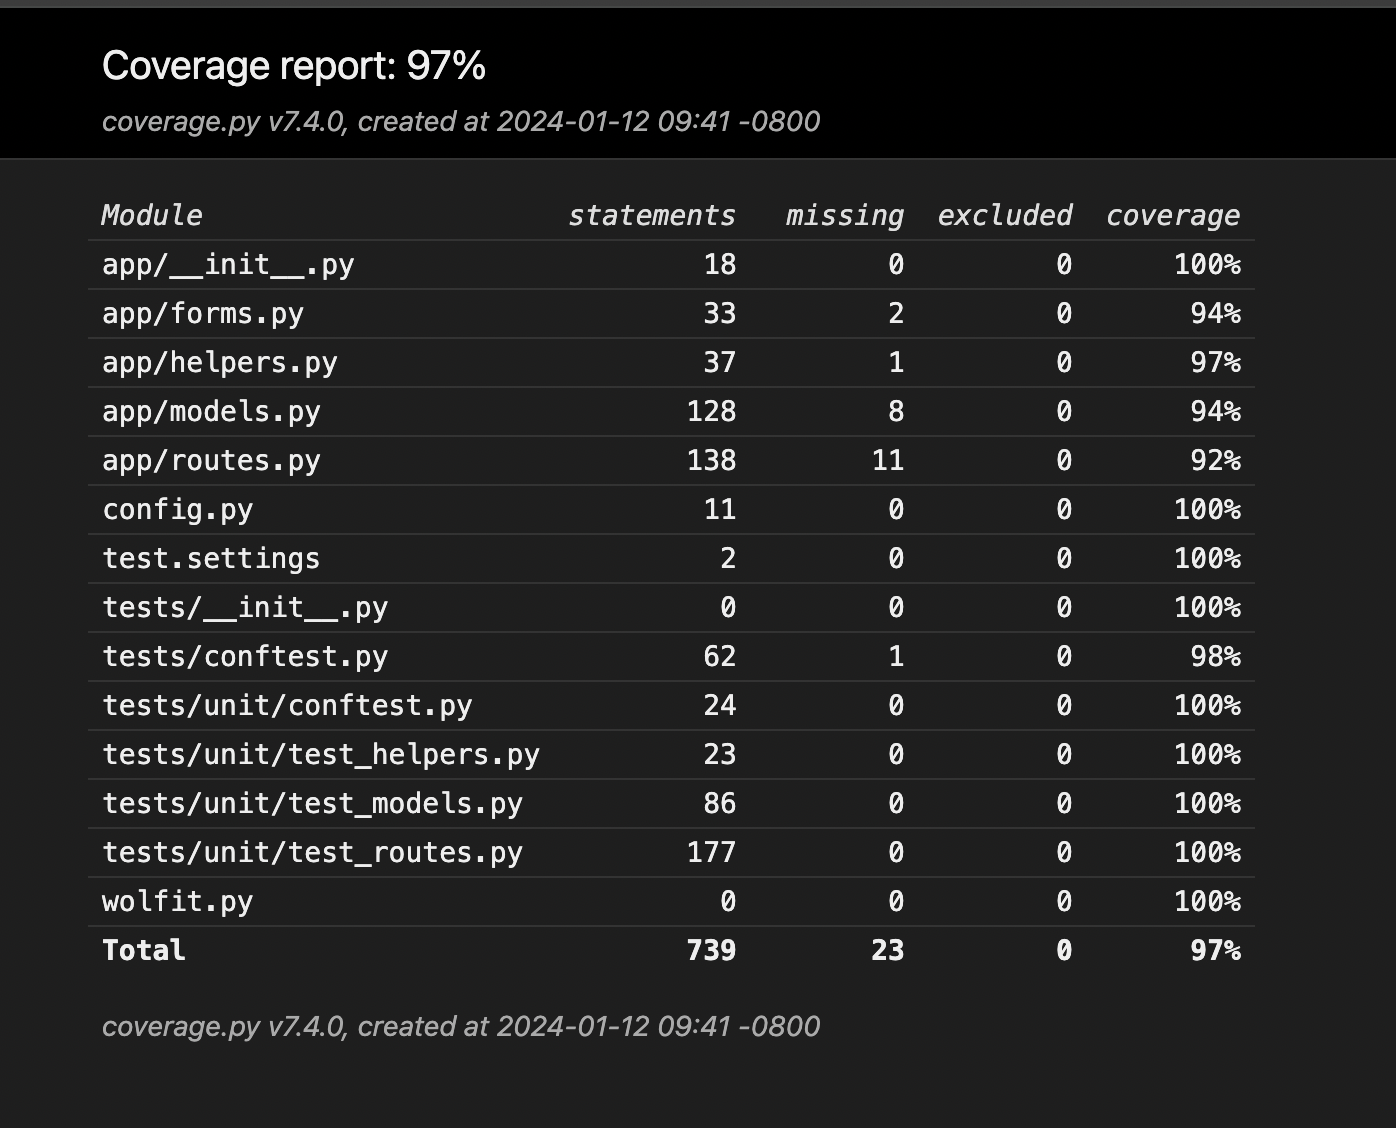 Coverage report: 97%
coverage.py v7.4.0, created at 2024-01-12 09:41 -0800
Module statements missing excluded coverage
app/__init__.py 18 0 0 100%
app/forms.py 33 2 0 94%
app/helpers.py 37 1 0 97%
app/models.py 128 8 0 94%
app/routes.py 138 11 0 92%
config.py 11 0 0 100%
test.settings 2 0 0 100%
tests/__init__.py 0 0 0 100%
tests/conftest.py 62 1 0 98%
tests/unit/conftest.py 24 0 0 100%
tests/unit/test_helpers.py 23 0 0 100%
tests/unit/test_models.py 86 0 0 100%
tests/unit/test_routes.py 177 0 0 100%
wolfit.py 0 0 0 100%
Total 739 23 0 97%
coverage.py v7.4.0, created at 2024-01-12 09:41 -0800